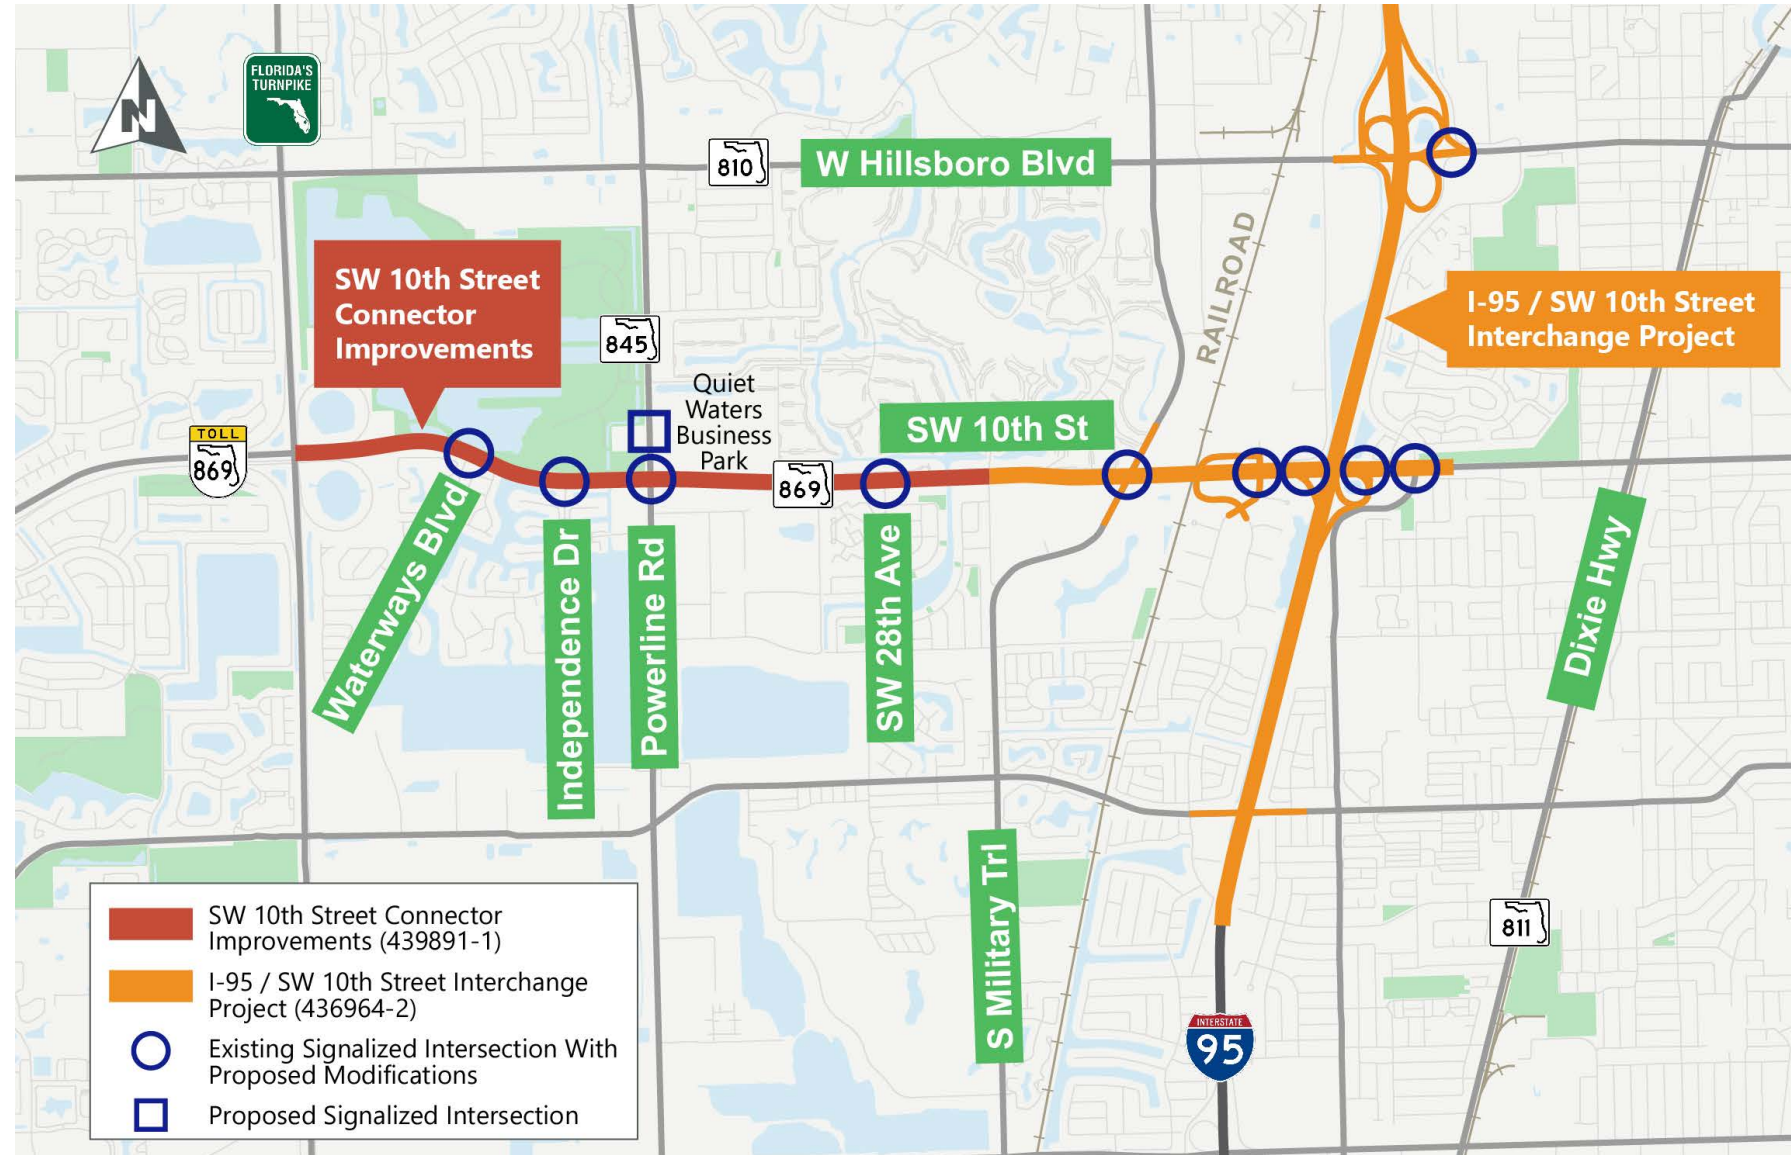 N
FLORIDA'S
TURNPIKE
810
W Hillsboro Blvd
RAILROAD
SW 10th Street
Connector
Improvements
I-95 / SW 10th Street
Interchange Project
845
Quiet
Waters
Business
Park
SW 10th St
TOLL
869
869
Waterways Blvd
Independence Dr
Powerline Rd
SW 28th Ave
Dixie Hwy
S Military Trl
811
INTERSTATE
95
SW 10th Street Connector
Improvements (439891-1)
I-95 / SW 10th Street Interchange
Project (436964-2)
Existing Signalized Intersection With
Proposed Modifications
Proposed Signalized Intersection